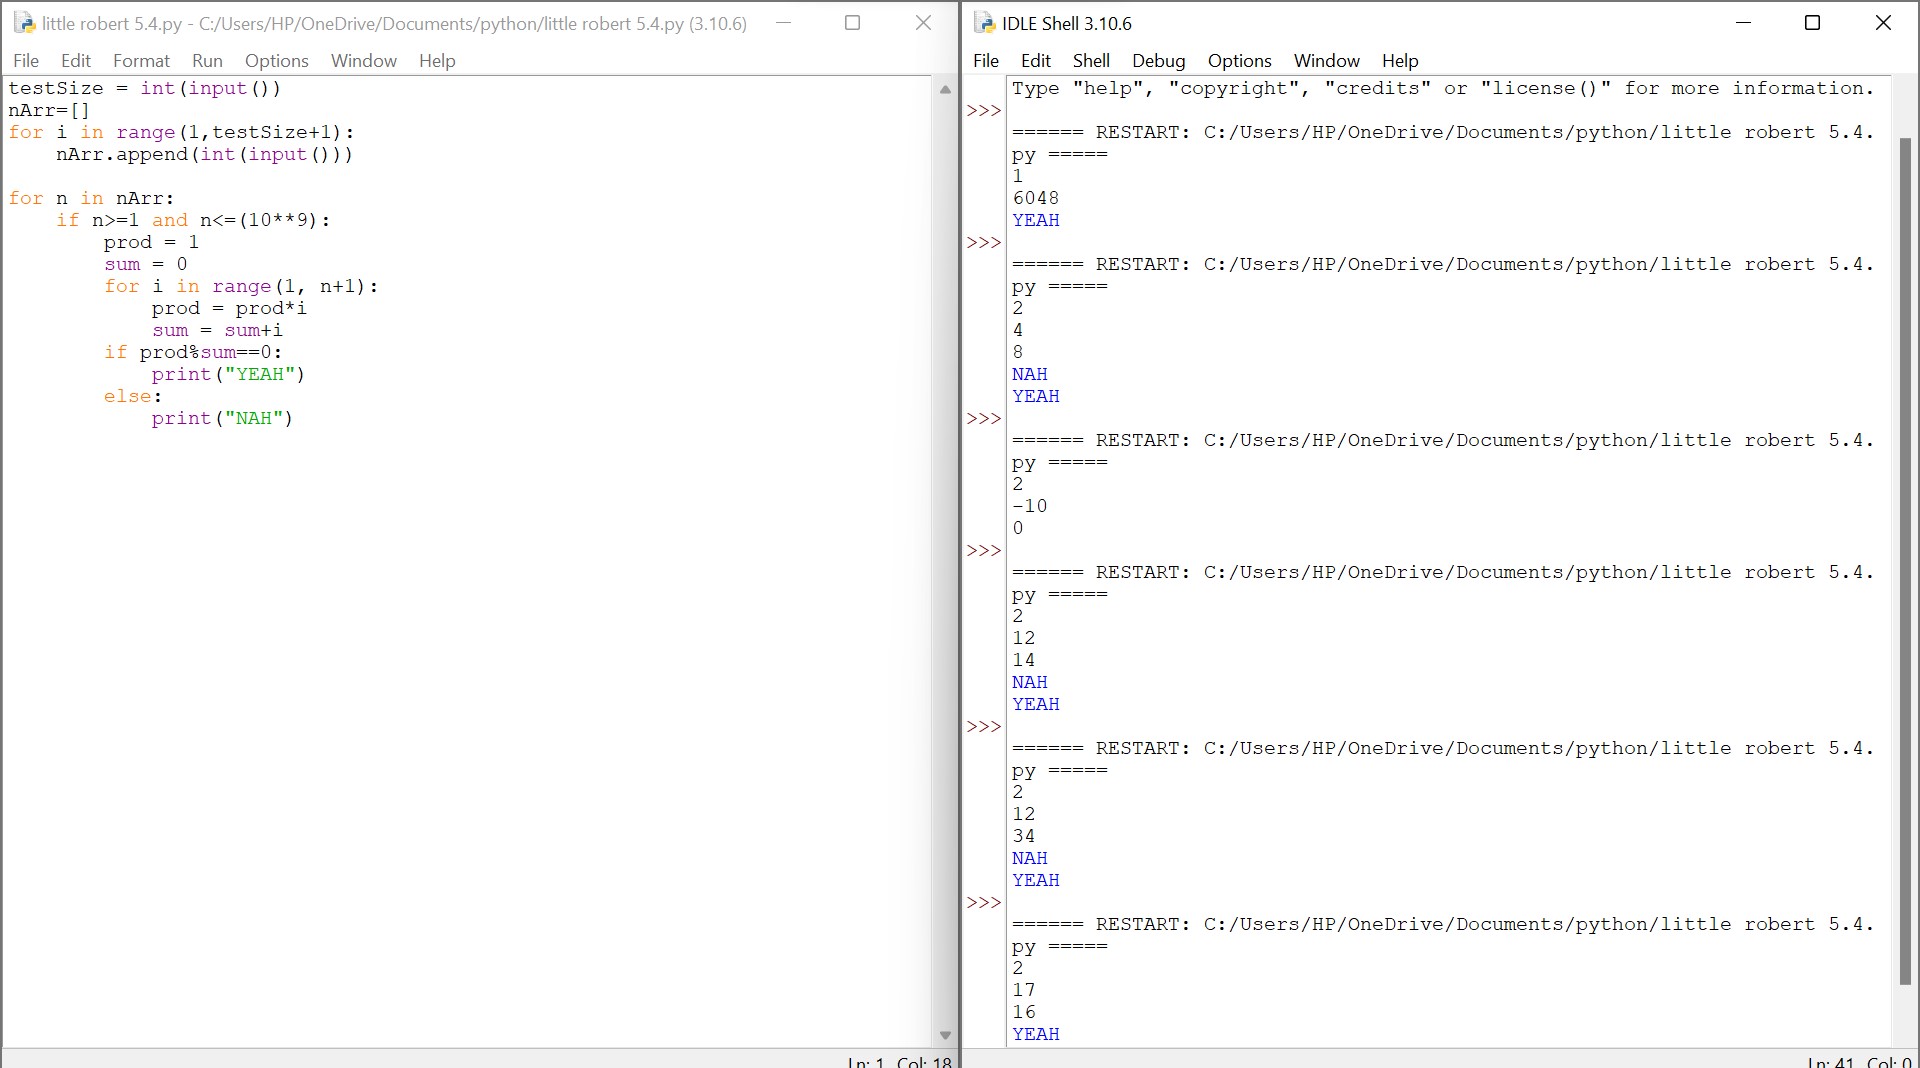 little robert 5.4.py - C:/Users/HP/OneDrive/Documents/python/little robert 5.4.py (3.10.6)
File Edit Format Run Options Window Help
testSize = int(input())
nArr=[]
for i in range(1,testSize+1):
    nArr.append(int(input()))
for n in nArr:
    if n>=1 and n<=(10**9):
        prod = 1
        sum = 0
        for i in range(1, n+1):
            prod = prod*i
            sum = sum+i
        if prod%sum==0:
            print("YEAH")
        else:
            print("NAH")
Ln: 1 Col: 18
IDLE Shell 3.10.6
File Edit Shell Debug Options Window Help
Type "help", "copyright", "credits" or "license()" for more information.
>>>
====== RESTART: C:/Users/HP/OneDrive/Documents/python/little robert 5.4.
py =====
1
6048
YEAH
>>>
====== RESTART: C:/Users/HP/OneDrive/Documents/python/little robert 5.4.
py =====
2
4
8
NAH
YEAH
>>>
====== RESTART: C:/Users/HP/OneDrive/Documents/python/little robert 5.4.
py =====
2
-10
0
>>>
====== RESTART: C:/Users/HP/OneDrive/Documents/python/little robert 5.4.
py =====
2
12
14
NAH
YEAH
>>>
====== RESTART: C:/Users/HP/OneDrive/Documents/python/little robert 5.4.
py =====
2
12
34
NAH
YEAH
>>>
====== RESTART: C:/Users/HP/OneDrive/Documents/python/little robert 5.4.
py =====
2
17
16
YEAH
Ln: 41 Col: 0